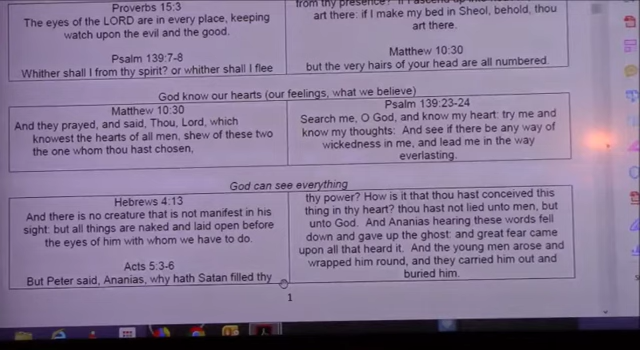 Proverbs 15:3
The eyes of the LORD are in every place, keeping
watch upon the evil and the good.
Psalm 139:7-8
Whither shall I from thy spirit? or whither shall I flee
from thy presence? If I ascend up into
art there: if I make my bed in Sheol, behold, thou
art there.
Matthew 10:30
but the very hairs of your head are all numbered.
God know our hearts (our feelings, what we believe)
Matthew 10:30
And they prayed, and said, Thou, Lord, which
knowest the hearts of all men, shew of these two
the one whom thou hast chosen,
Psalm 139:23-24
Search me, O God, and know my heart: try me and
know my thoughts: And see if there be any way of
wickedness in me, and lead me in the way
everlasting.
God can see everything
Hebrews 4:13
And there is no creature that is not manifest in his
sight: but all things are naked and laid open before
the eyes of him with whom we have to do.
Acts 5:3-6
But Peter said, Ananias, why hath Satan filled thy
thy power? How is it that thou hast conceived this
thing in thy heart? thou hast not lied unto men, but
unto God. And Ananias hearing these words fell
down and gave up the ghost: and great fear came
upon all that heard it. And the young men arose and
wrapped him round, and they carried him out and
buried him.
1